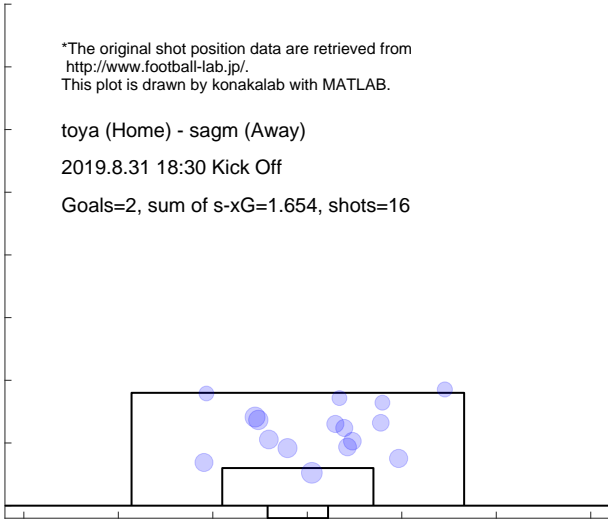 *The original shot position data are retrieved from
http://www.football-lab.jp/.
This plot is drawn by konakalab with MATLAB.
toya (Home) - sagm (Away)
2019.8.31 18:30 Kick Off
Goals=2, sum of s-xG=1.654, shots=16